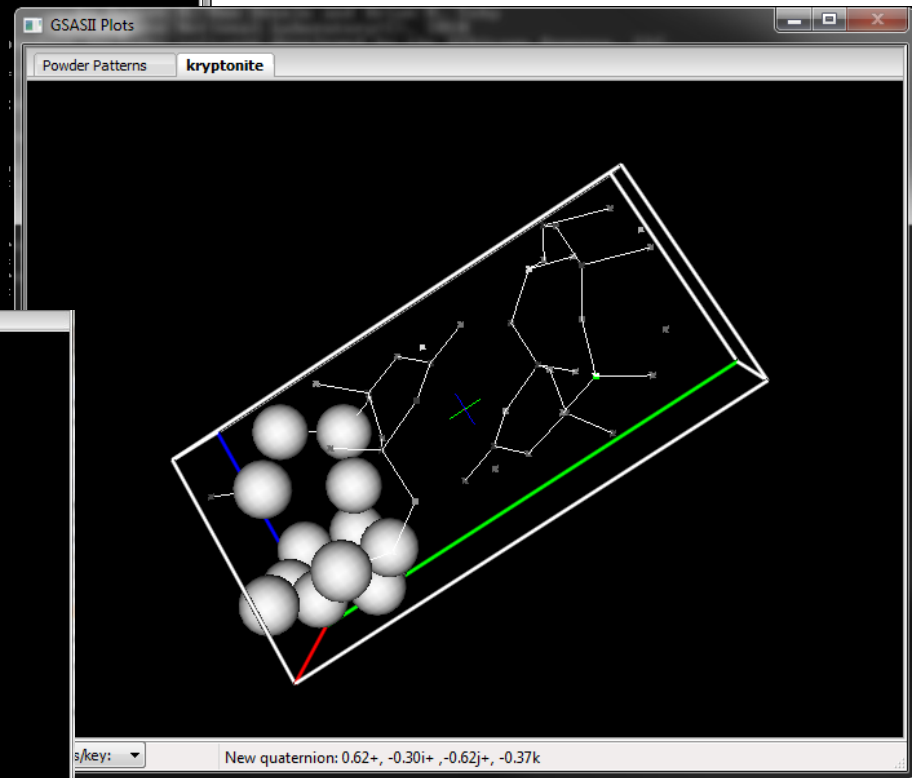 GSASII Plots
Powder Patterns kryptonite
s/key: New quaternion: 0.62+, -0.30i+ ,-0.62j+, -0.37k